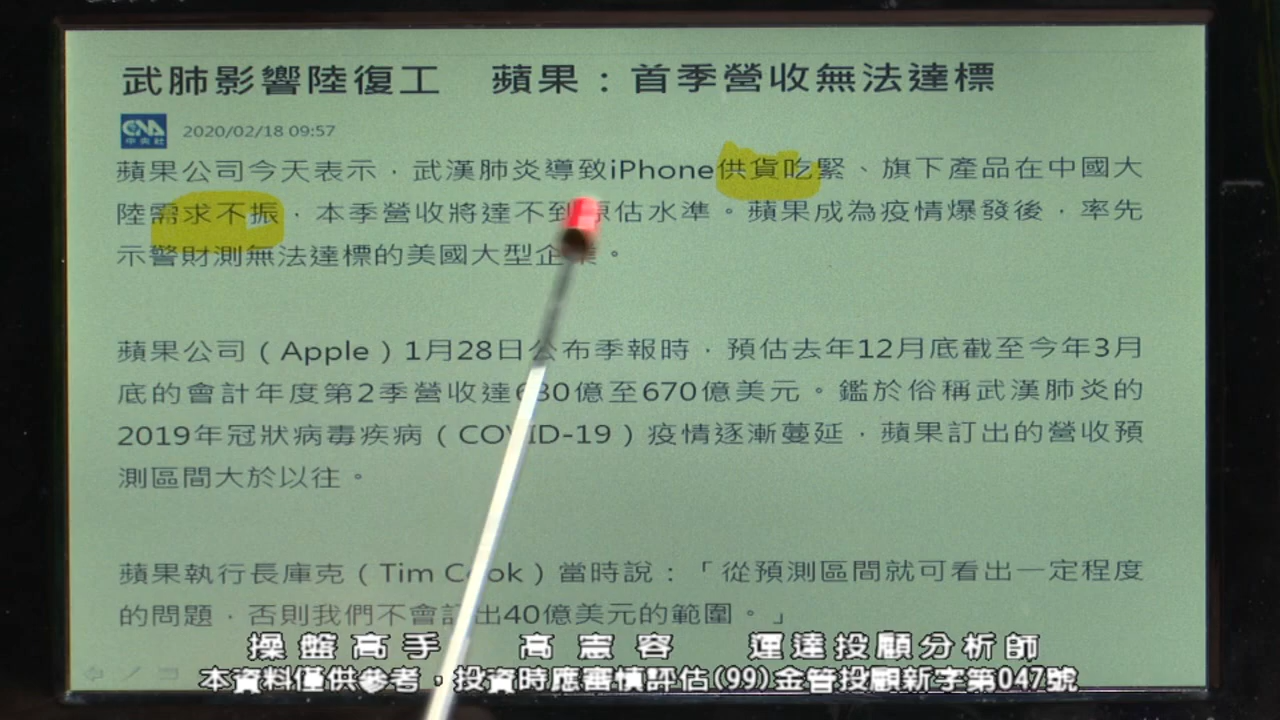 武肺影響陸復工 蘋果：首季營收無法達標
CNA
中央社
2020/02/18 09:57
蘋果公司今天表示，武漢肺炎導致iPhone供貨吃緊、旗下產品在中國大
陸需求不振，本季營收將達不到原估水準。蘋果成為疫情爆發後，率先
示警財測無法達標的美國大型企業。
蘋果公司（Apple）1月28日公布季報時，預估去年12月底截至今年3月
底的會計年度第2季營收達630億至670億美元。鑑於俗稱武漢肺炎的
2019年冠狀病毒疾病（COVID-19）疫情逐漸蔓延，蘋果訂出的營收預
測區間大於以往。
蘋果執行長庫克（Tim Cook）當時說：「從預測區間就可看出一定程度
的問題，否則我們不會訂出40億美元的範圍。」
操盤高手 高憲容 運達投顧分析師
本資料僅供參考，投資時應審慎評估(99)金管投顧新字第047號